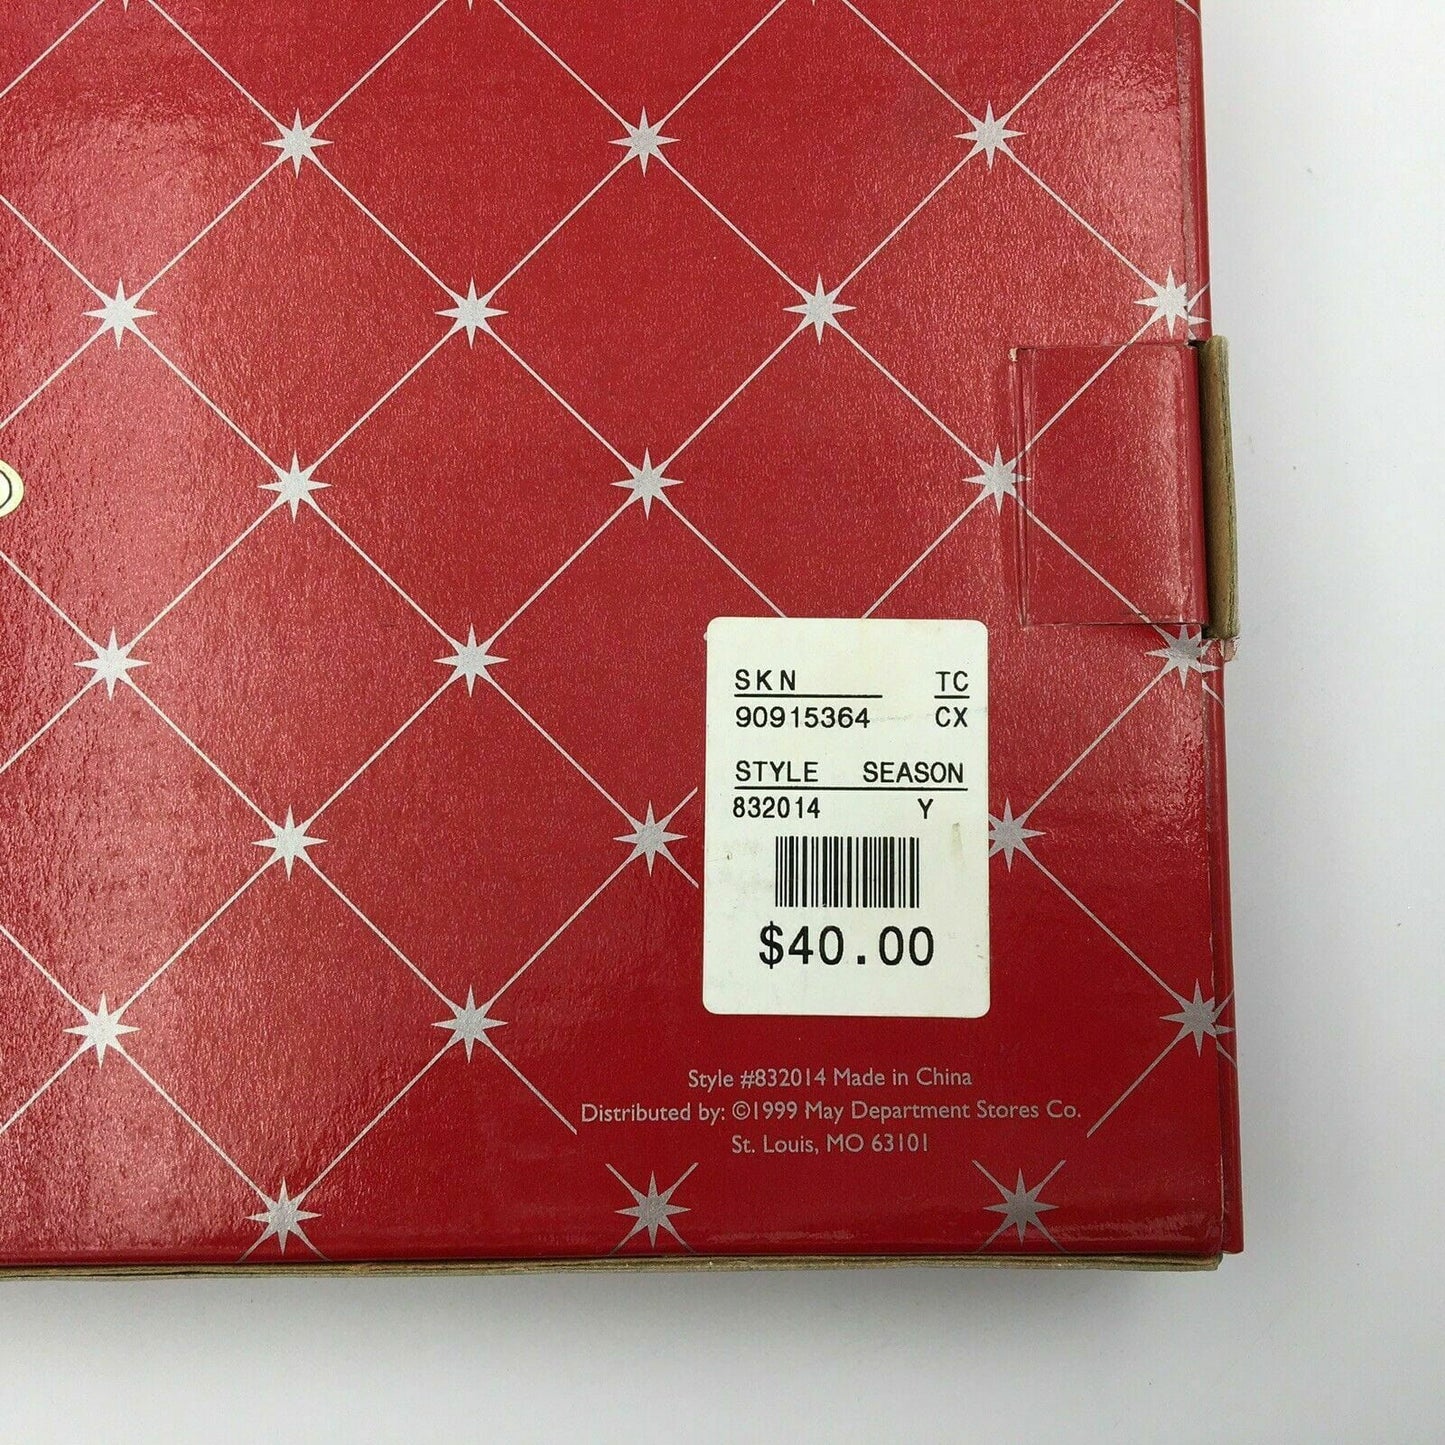 SKN TC
90915364 CX
STYLE SEASON
832014 Y
$40.00
Style #832014 Made in China
Distributed by: ©1999 May Department Stores Co.
St. Louis, MO 63101